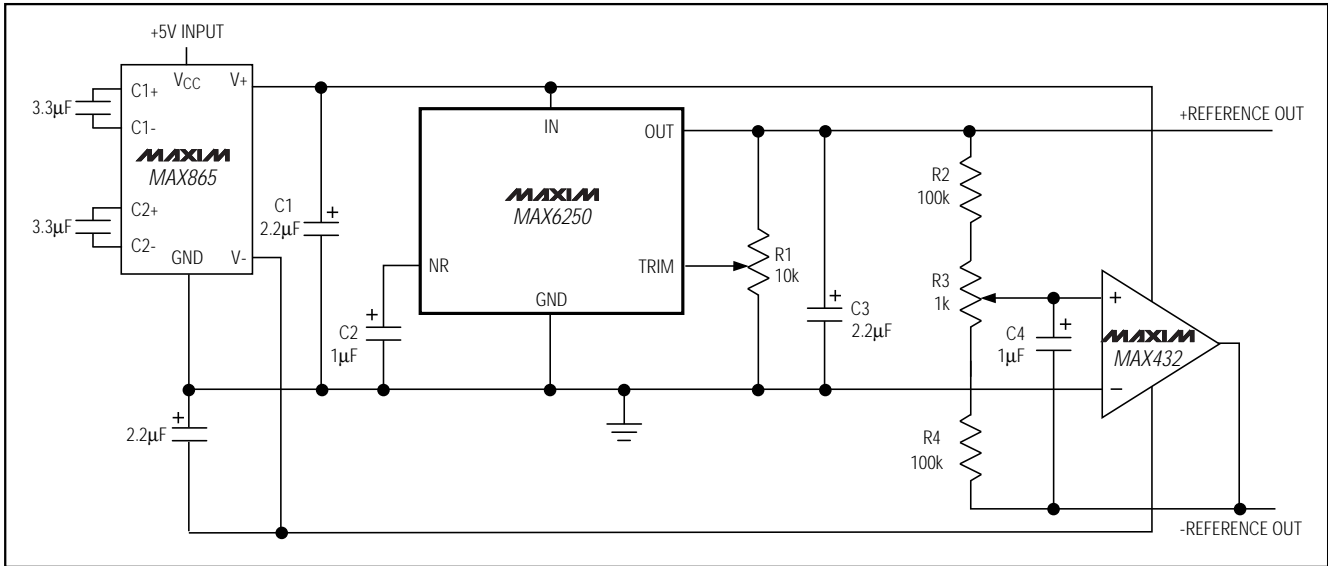 +5V INPUT
VCC
V+
C1+
C1-
3.3µF
MAXIM
MAX865
C2+
C2-
3.3µF
GND
V-
C1
2.2µF
+
IN
OUT
MAXIM
MAX6250
NR
TRIM
GND
+
C2
1µF
R1
10k
+
C3
2.2µF
+REFERENCE OUT
R2
100k
R3
1k
+
C4
1µF
+
MAXIM
MAX432
−
R4
100k
+
2.2µF
-REFERENCE OUT